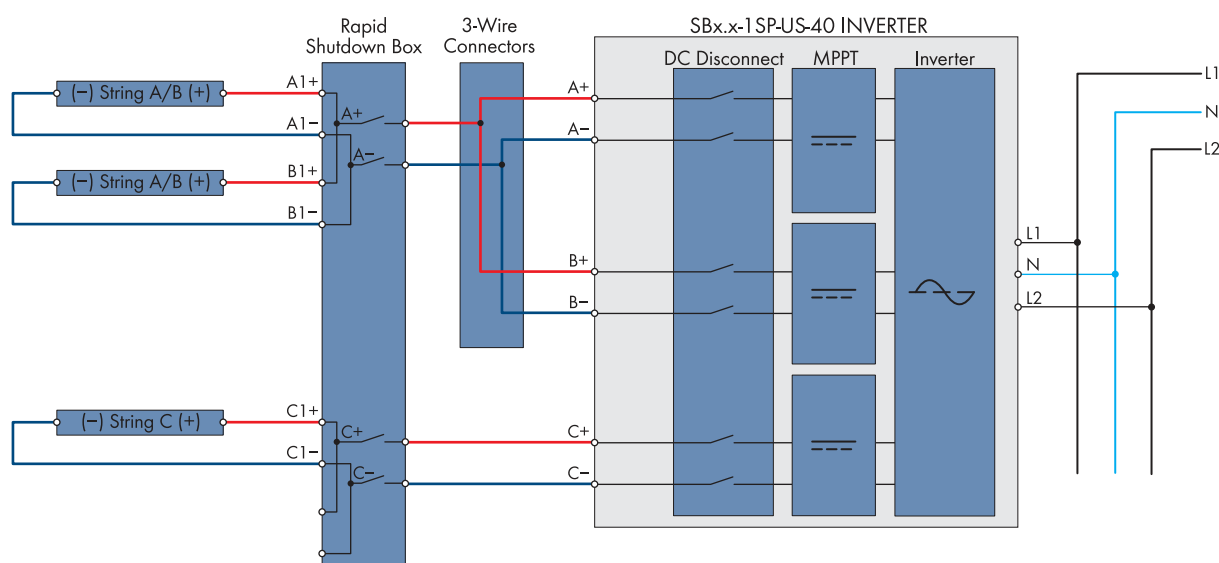 Rapid
Shutdown Box
3-Wire
Connectors
SBx.x-1SP-US-40 INVERTER
DC Disconnect
MPPT
Inverter
A1+
(−) String A/B (+)
A+
A1−
A−
B1+
(−) String A/B (+)
B1−
A+
A−
B+
B−
L1
N
L2
L1
N
L2
C1+
(−) String C (+)
C+
C1−
C−
C+
C−